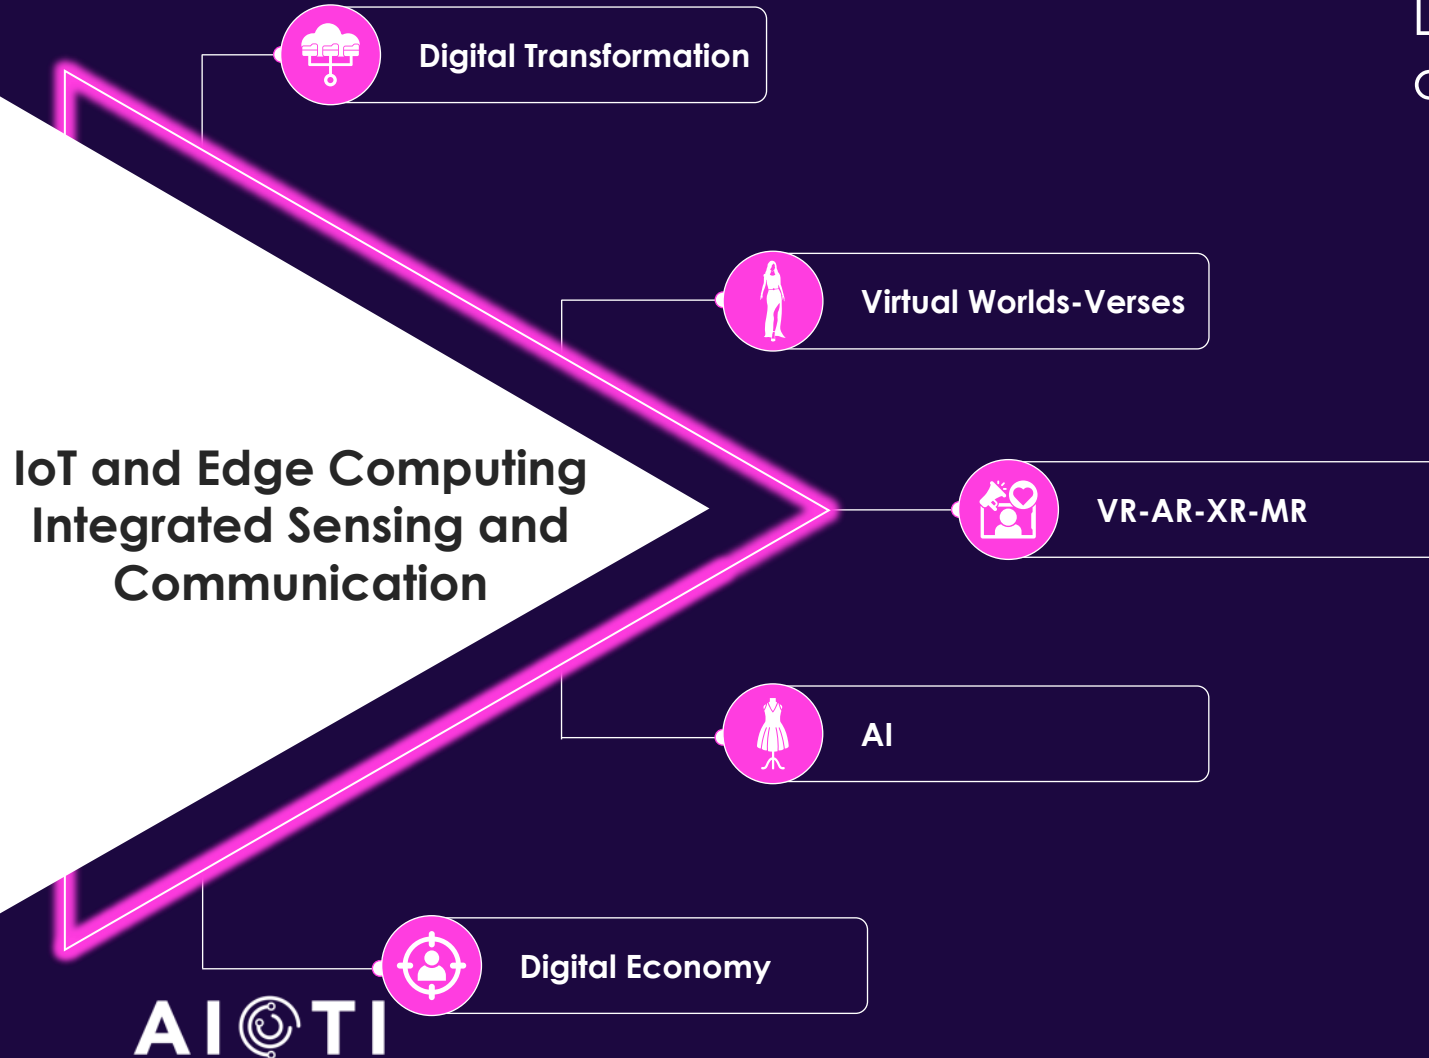 Digital Transformation
Virtual Worlds-Verses
IoT and Edge Computing
Integrated Sensing and
Communication
VR-AR-XR-MR
AI
Digital Economy
AIOTI